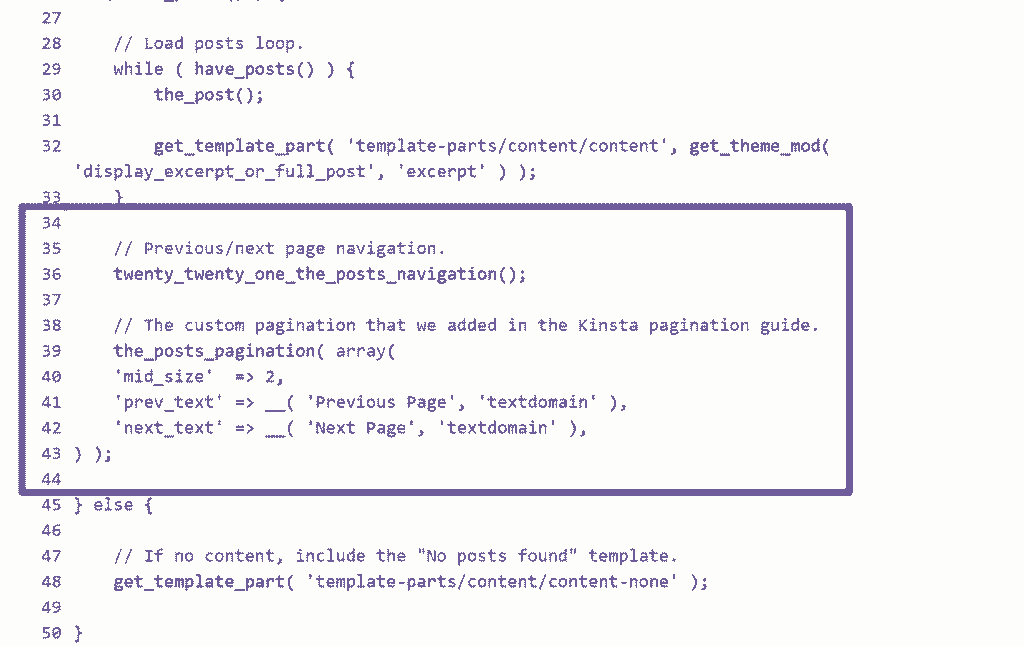 27
28     // Load posts loop.
29     while ( have_posts() ) {
30         the_post();
31
32         get_template_part( 'template-parts/content/content', get_theme_mod(
'display_excerpt_or_full_post', 'excerpt' ) );
33     }
34
35     // Previous/next page navigation.
36     twenty_twenty_one_the_posts_navigation();
37
38     // The custom pagination that we added in the Kinsta pagination guide.
39     the_posts_pagination( array(
40     'mid_size'  => 2,
41     'prev_text' => __( 'Previous Page', 'textdomain' ),
42     'next_text' => __( 'Next Page', 'textdomain' ),
43 ) );
44
45 } else {
46
47     // If no content, include the "No posts found" template.
48     get_template_part( 'template-parts/content/content-none' );
49
50 }